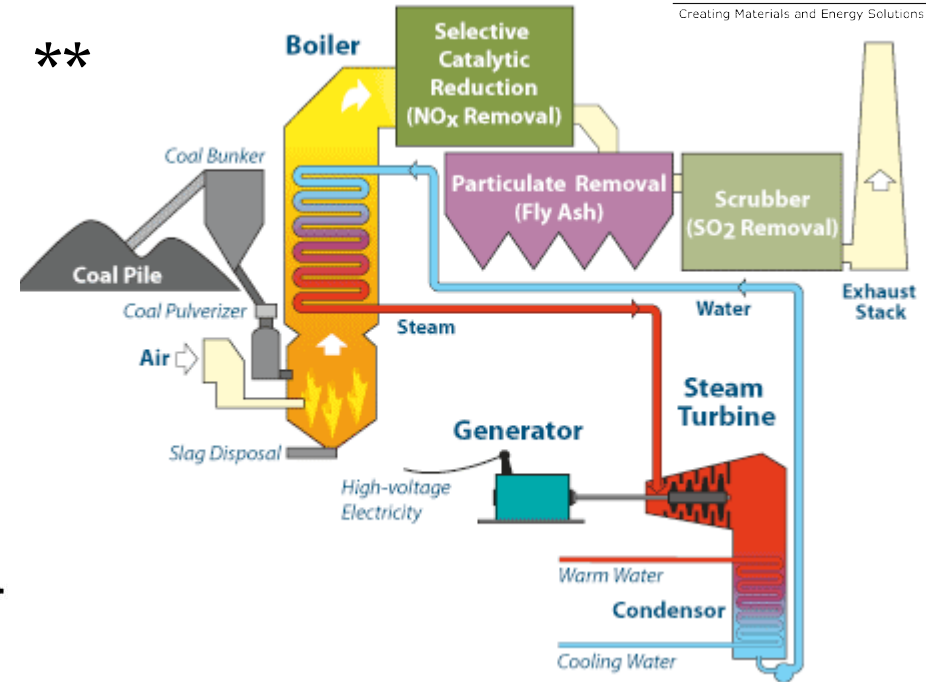 Creating Materials and Energy Solutions
**
Boiler
Selective
Catalytic
Reduction
(NOx Removal)
Coal Bunker
Particulate Removal
(Fly Ash)
Scrubber
(SO2 Removal)
Coal Pile
Coal Pulverizer
Steam
Water
Exhaust
Stack
Air
Steam
Turbine
Generator
Slag Disposal
High-voltage
Electricity
Warm Water
Condensor
Cooling Water